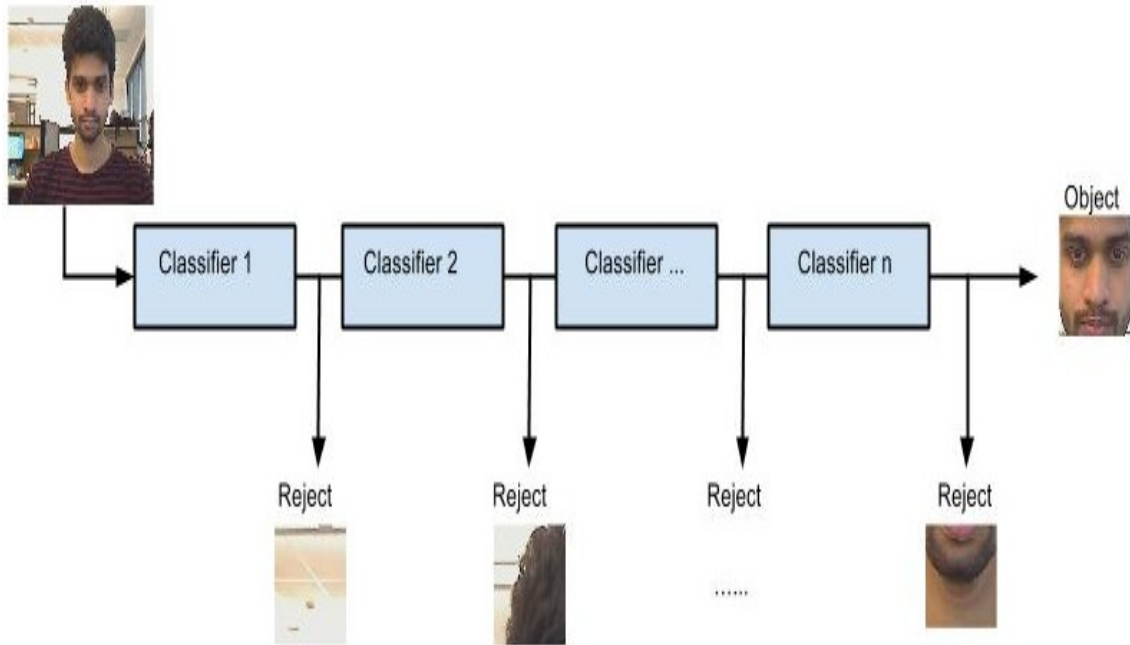 Object
Classifier 1
Classifier 2
Classifier ...
Classifier n
Reject
Reject
Reject
Reject
......